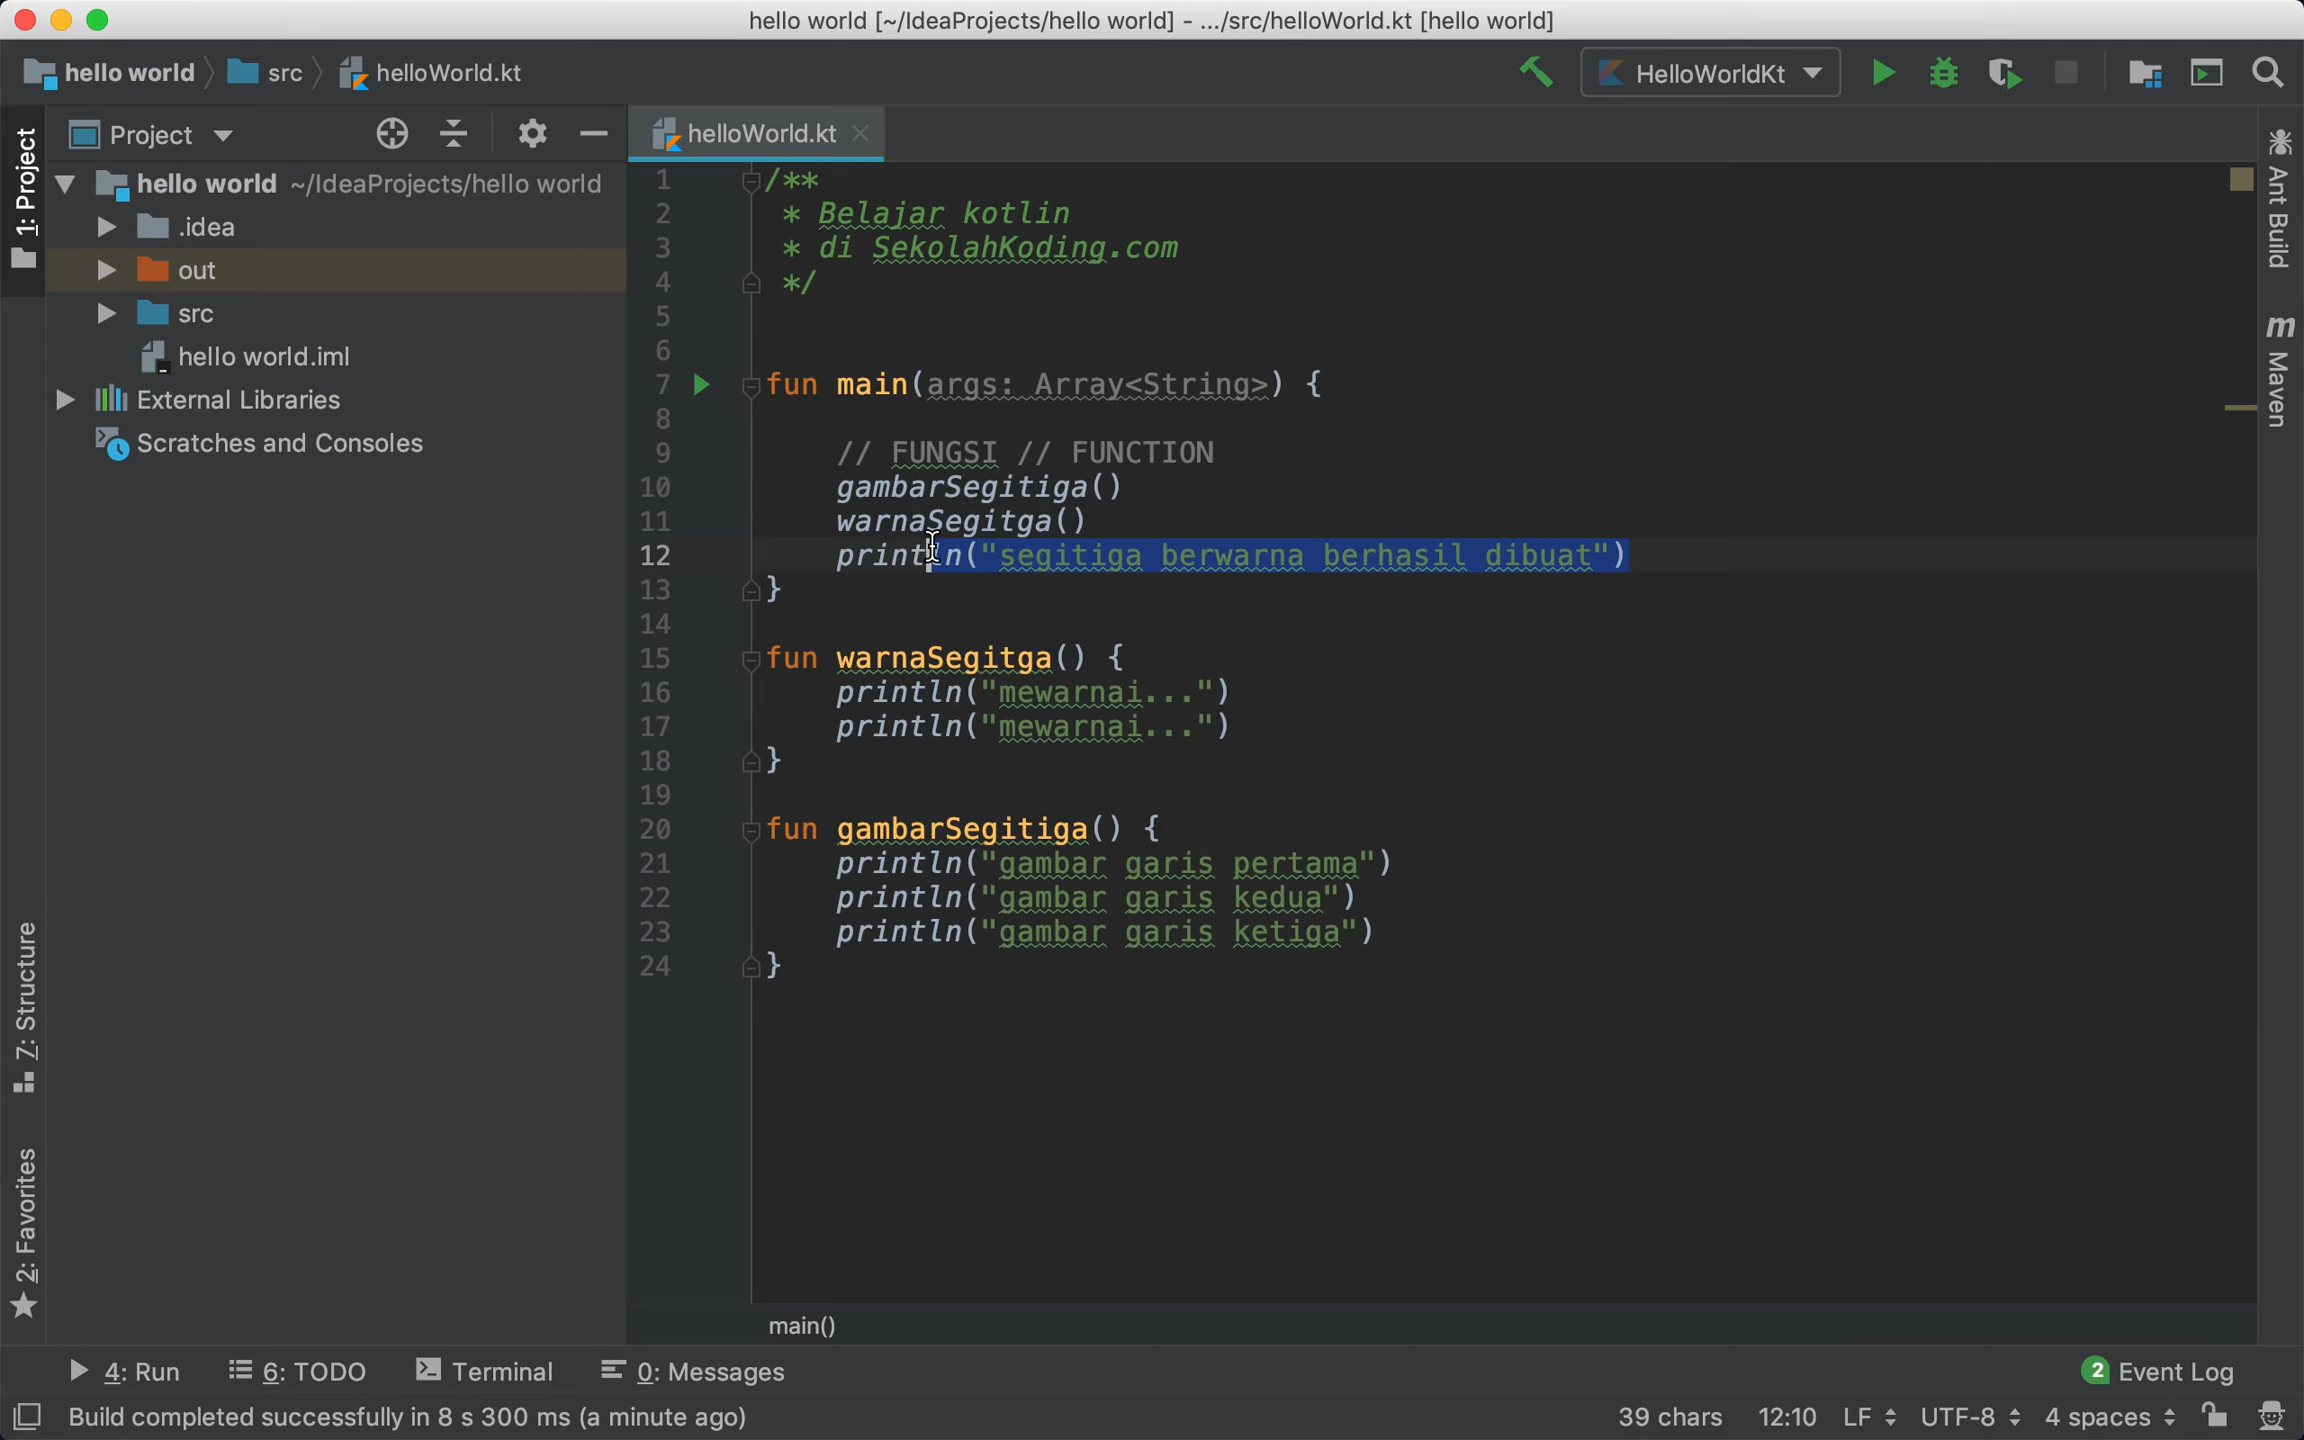 hello world [~/IdeaProjects/hello world] - .../src/helloWorld.kt [hello world]
hello world
src
helloWorld.kt
HelloWorldKt
1: Project
Project
hello world ~/IdeaProjects/hello world
.idea
out
src
hello world.iml
External Libraries
Scratches and Consoles
7: Structure
2: Favorites
helloWorld.kt
1 /**
2 * Belajar kotlin
3 * di SekolahKoding.com
4 */
5
6
7 fun main(args: Array<String>) {
8
9 // FUNGSI // FUNCTION
10 gambarSegitiga()
11 warnaSegitga()
12 println("segitiga berwarna berhasil dibuat")
13 }
14
15 fun warnaSegitga() {
16 println("mewarnai...")
17 println("mewarnai...")
18 }
19
20 fun gambarSegitiga() {
21 println("gambar garis pertama")
22 println("gambar garis kedua")
23 println("gambar garis ketiga")
24 }
main()
Ant Build
m Maven
4: Run
6: TODO
Terminal
0: Messages
2 Event Log
Build completed successfully in 8 s 300 ms (a minute ago)
39 chars
12:10
LF
UTF-8
4 spaces